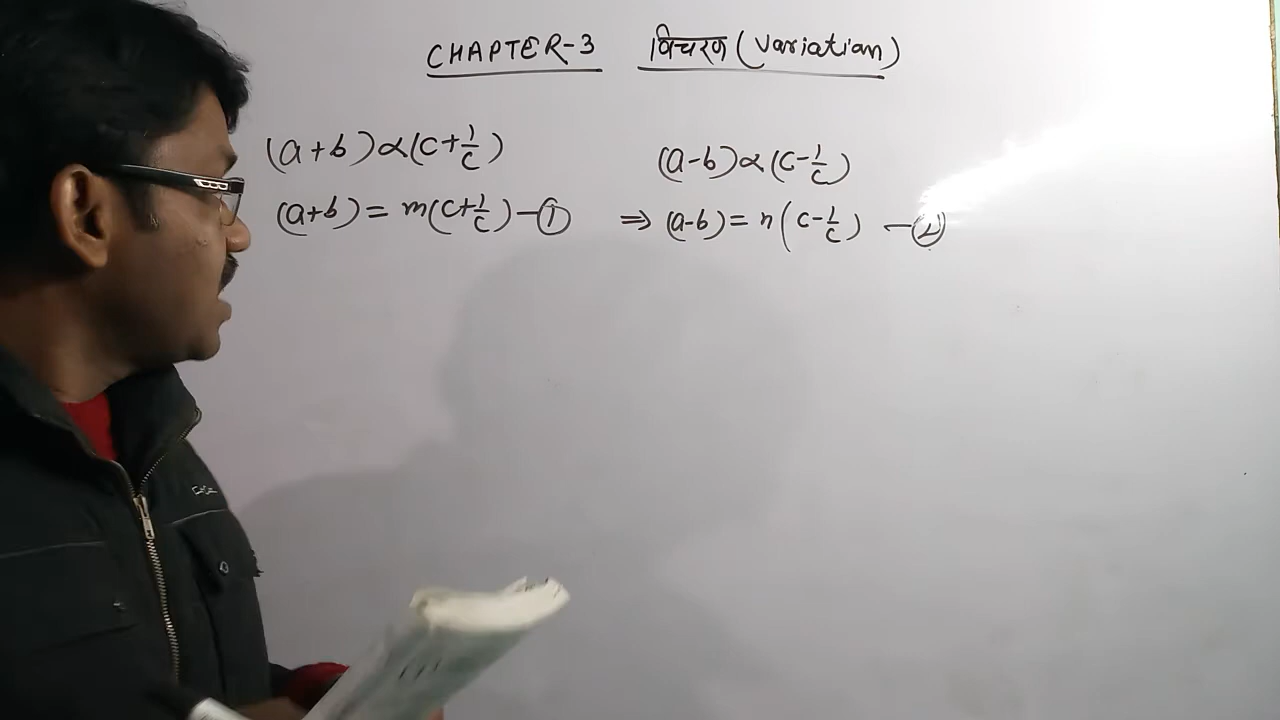 CHAPTER-3 विचरण (Variation)
(a+b)∝(c+1/c)
(a+b) = m(c+1/c) —①
(a-b)∝(c-1/c)
⇒ (a-b) = n(c-1/c) —②